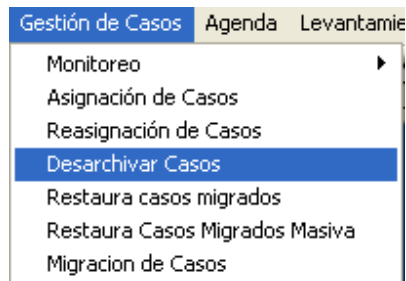 Gestión de Casos Agenda Levantamie
Monitoreo
Asignación de Casos
Reasignación de Casos
Desarchivar Casos
Restaura casos migrados
Restaura Casos Migrados Masiva
Migracion de Casos